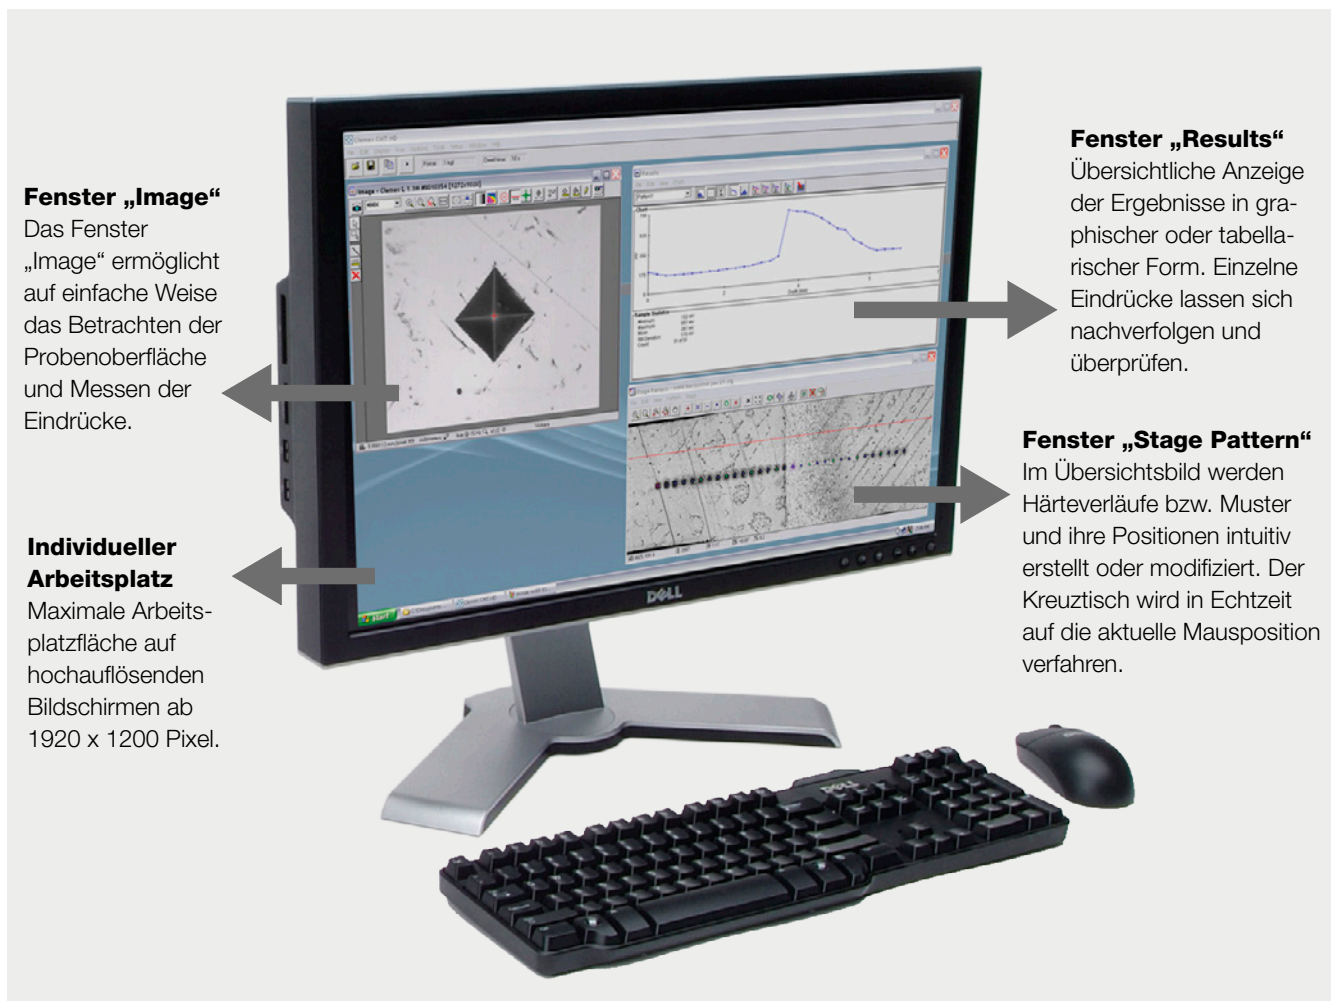 Fenster „Image“
Das Fenster
„Image“ ermöglicht
auf einfache Weise
das Betrachten der
Probenoberfläche
und Messen der
Eindrücke.
Individueller
Arbeitsplatz
Maximale Arbeits-
platzfläche auf
hochauflösenden
Bildschirmen ab
1920 x 1200 Pixel.
Fenster „Results“
Übersichtliche Anzeige
der Ergebnisse in gra-
phischer oder tabella-
rischer Form. Einzelne
Eindrücke lassen sich
nachverfolgen und
überprüfen.
Fenster „Stage Pattern“
Im Übersichtsbild werden
Härteverläufe bzw. Muster
und ihre Positionen intuitiv
erstellt oder modifiziert. Der
Kreuztisch wird in Echtzeit
auf die aktuelle Mausposition
verfahren.
Results
start
DELL
DELL